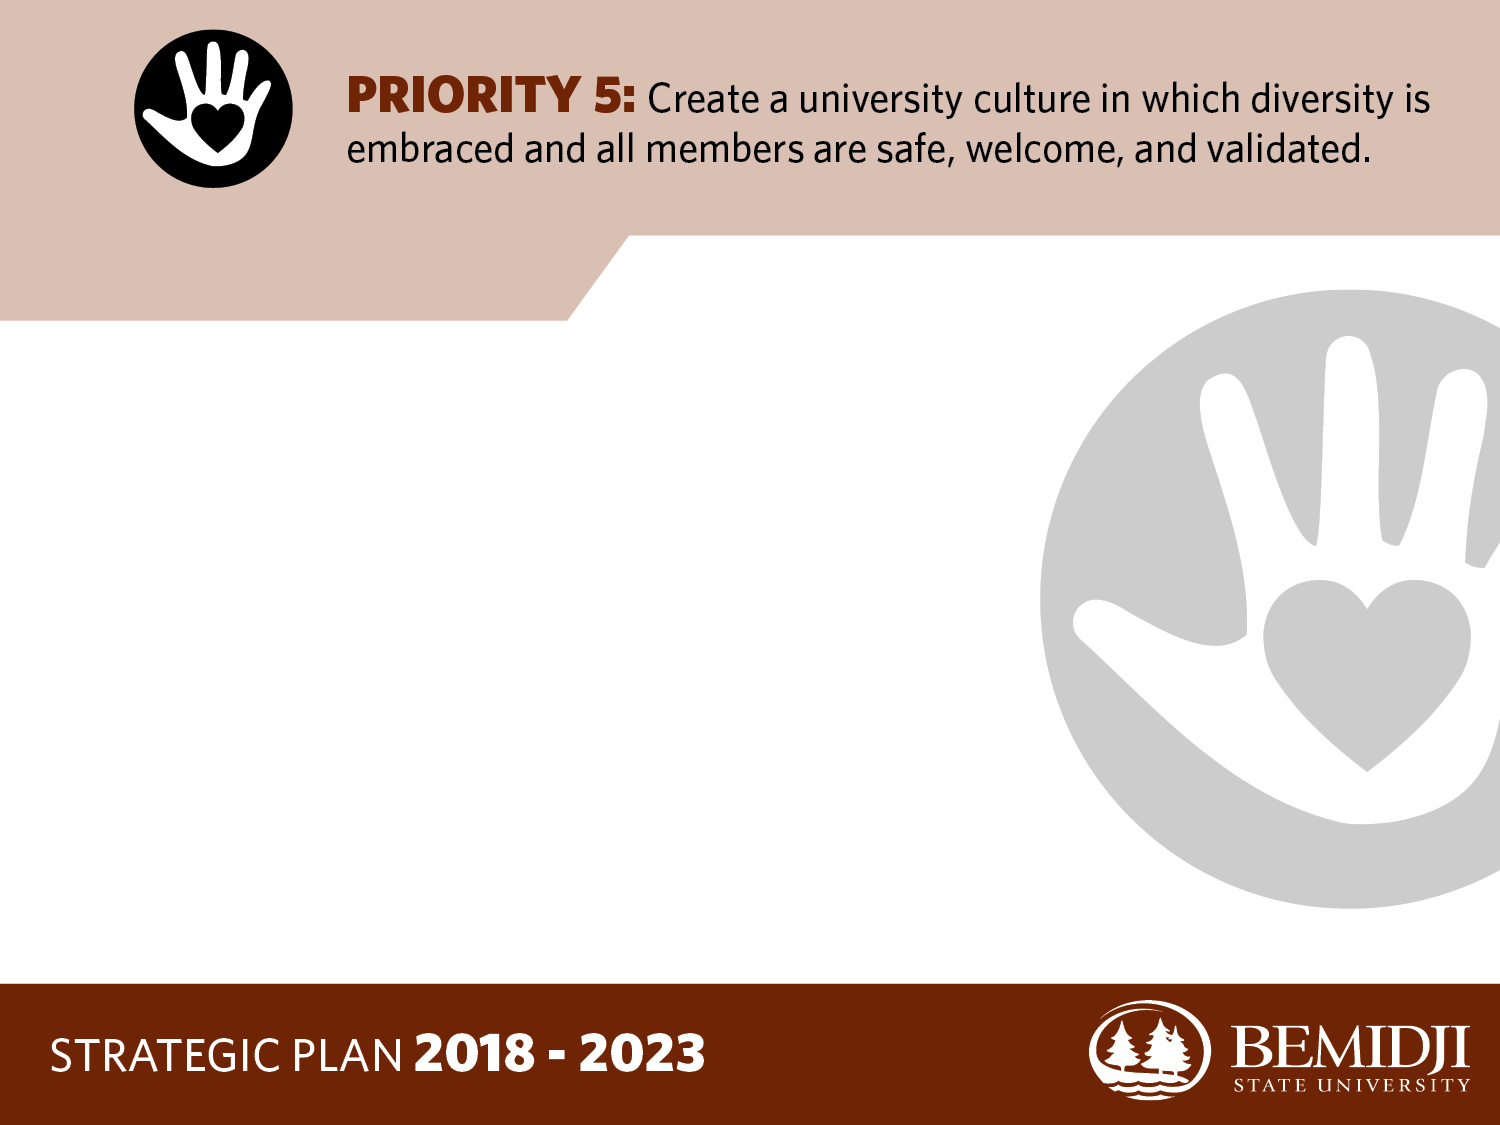 PRIORITY 5: Create a university culture in which diversity is
embraced and all members are safe, welcome, and validated.
STRATEGIC PLAN 2018 - 2023
BEMIDJI
STATE UNIVERSITY